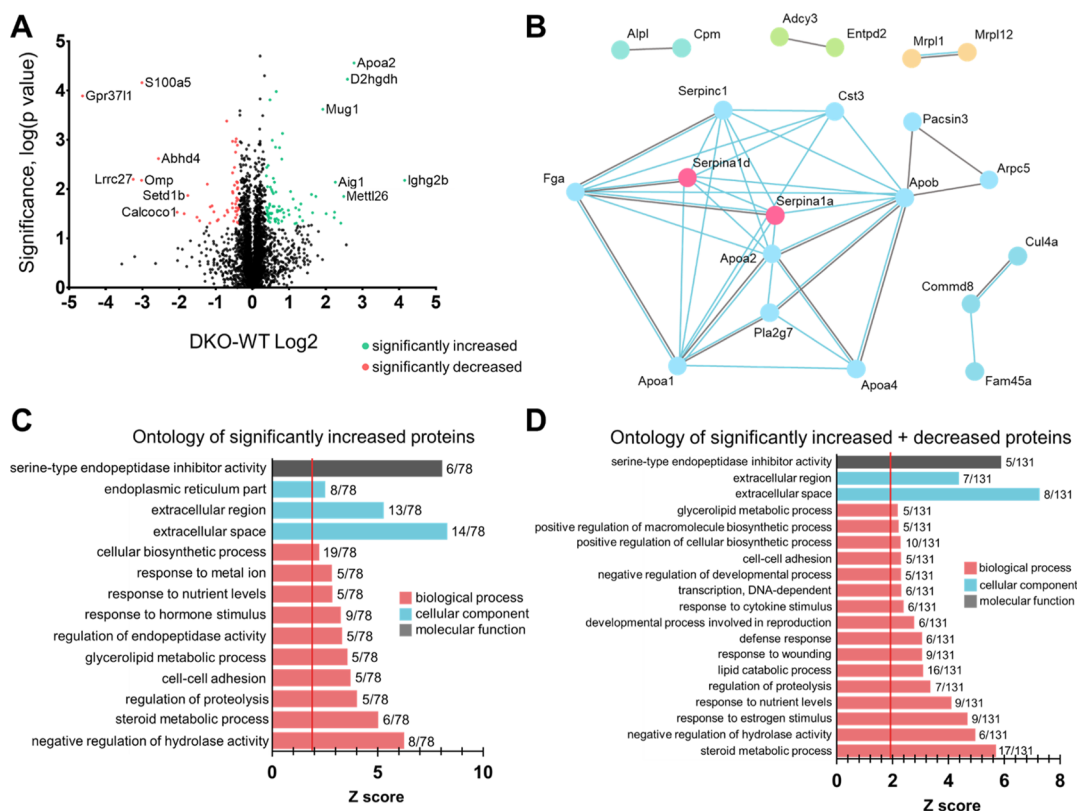 A
Significance, log(p value)
5
4
3
2
1
0
-5
-4
-3
-2
-1
0
1
2
3
4
5
DKO-WT Log2
Gpr37l1
S100a5
Abhd4
Lrrc27
Omp
Setd1b
Calcoco1
Apoa2
D2hgdh
Mug1
Aig1
Ighg2b
Mettl26
significantly increased
significantly decreased
B
Alpl
Cpm
Adcy3
Entpd2
Mrpl1
Mrpl12
Serpinc1
Cst3
Pacsin3
Serpina1d
Arpc5
Fga
Apob
Serpina1a
Apoa2
Cul4a
Commd8
Pla2g7
Apoa1
Apoa4
Fam45a
C
Ontology of significantly increased proteins
serine-type endopeptidase inhibitor activity 6/78
endoplasmic reticulum part 8/78
extracellular region 13/78
extracellular space 14/78
cellular biosynthetic process 19/78
response to metal ion 5/78
response to nutrient levels 5/78
response to hormone stimulus 9/78
regulation of endopeptidase activity 5/78
glycerolipid metabolic process 5/78
cell-cell adhesion 5/78
regulation of proteolysis 5/78
steroid metabolic process 6/78
negative regulation of hydrolase activity 8/78
biological process
cellular component
molecular function
0 5 10
Z score
D
Ontology of significantly increased + decreased proteins
serine-type endopeptidase inhibitor activity 5/131
extracellular region 7/131
extracellular space 8/131
glycerolipid metabolic process 5/131
positive regulation of macromolecule biosynthetic process 5/131
positive regulation of cellular biosynthetic process 10/131
cell-cell adhesion 5/131
negative regulation of developmental process 5/131
transcription, DNA-dependent 6/131
response to cytokine stimulus 6/131
developmental process involved in reproduction 6/131
defense response 6/131
response to wounding 9/131
lipid catabolic process 16/131
regulation of proteolysis 7/131
response to nutrient levels 9/131
response to estrogen stimulus 9/131
negative regulation of hydrolase activity 6/131
steroid metabolic process 17/131
biological process
cellular component
molecular function
0 2 4 6 8
Z score